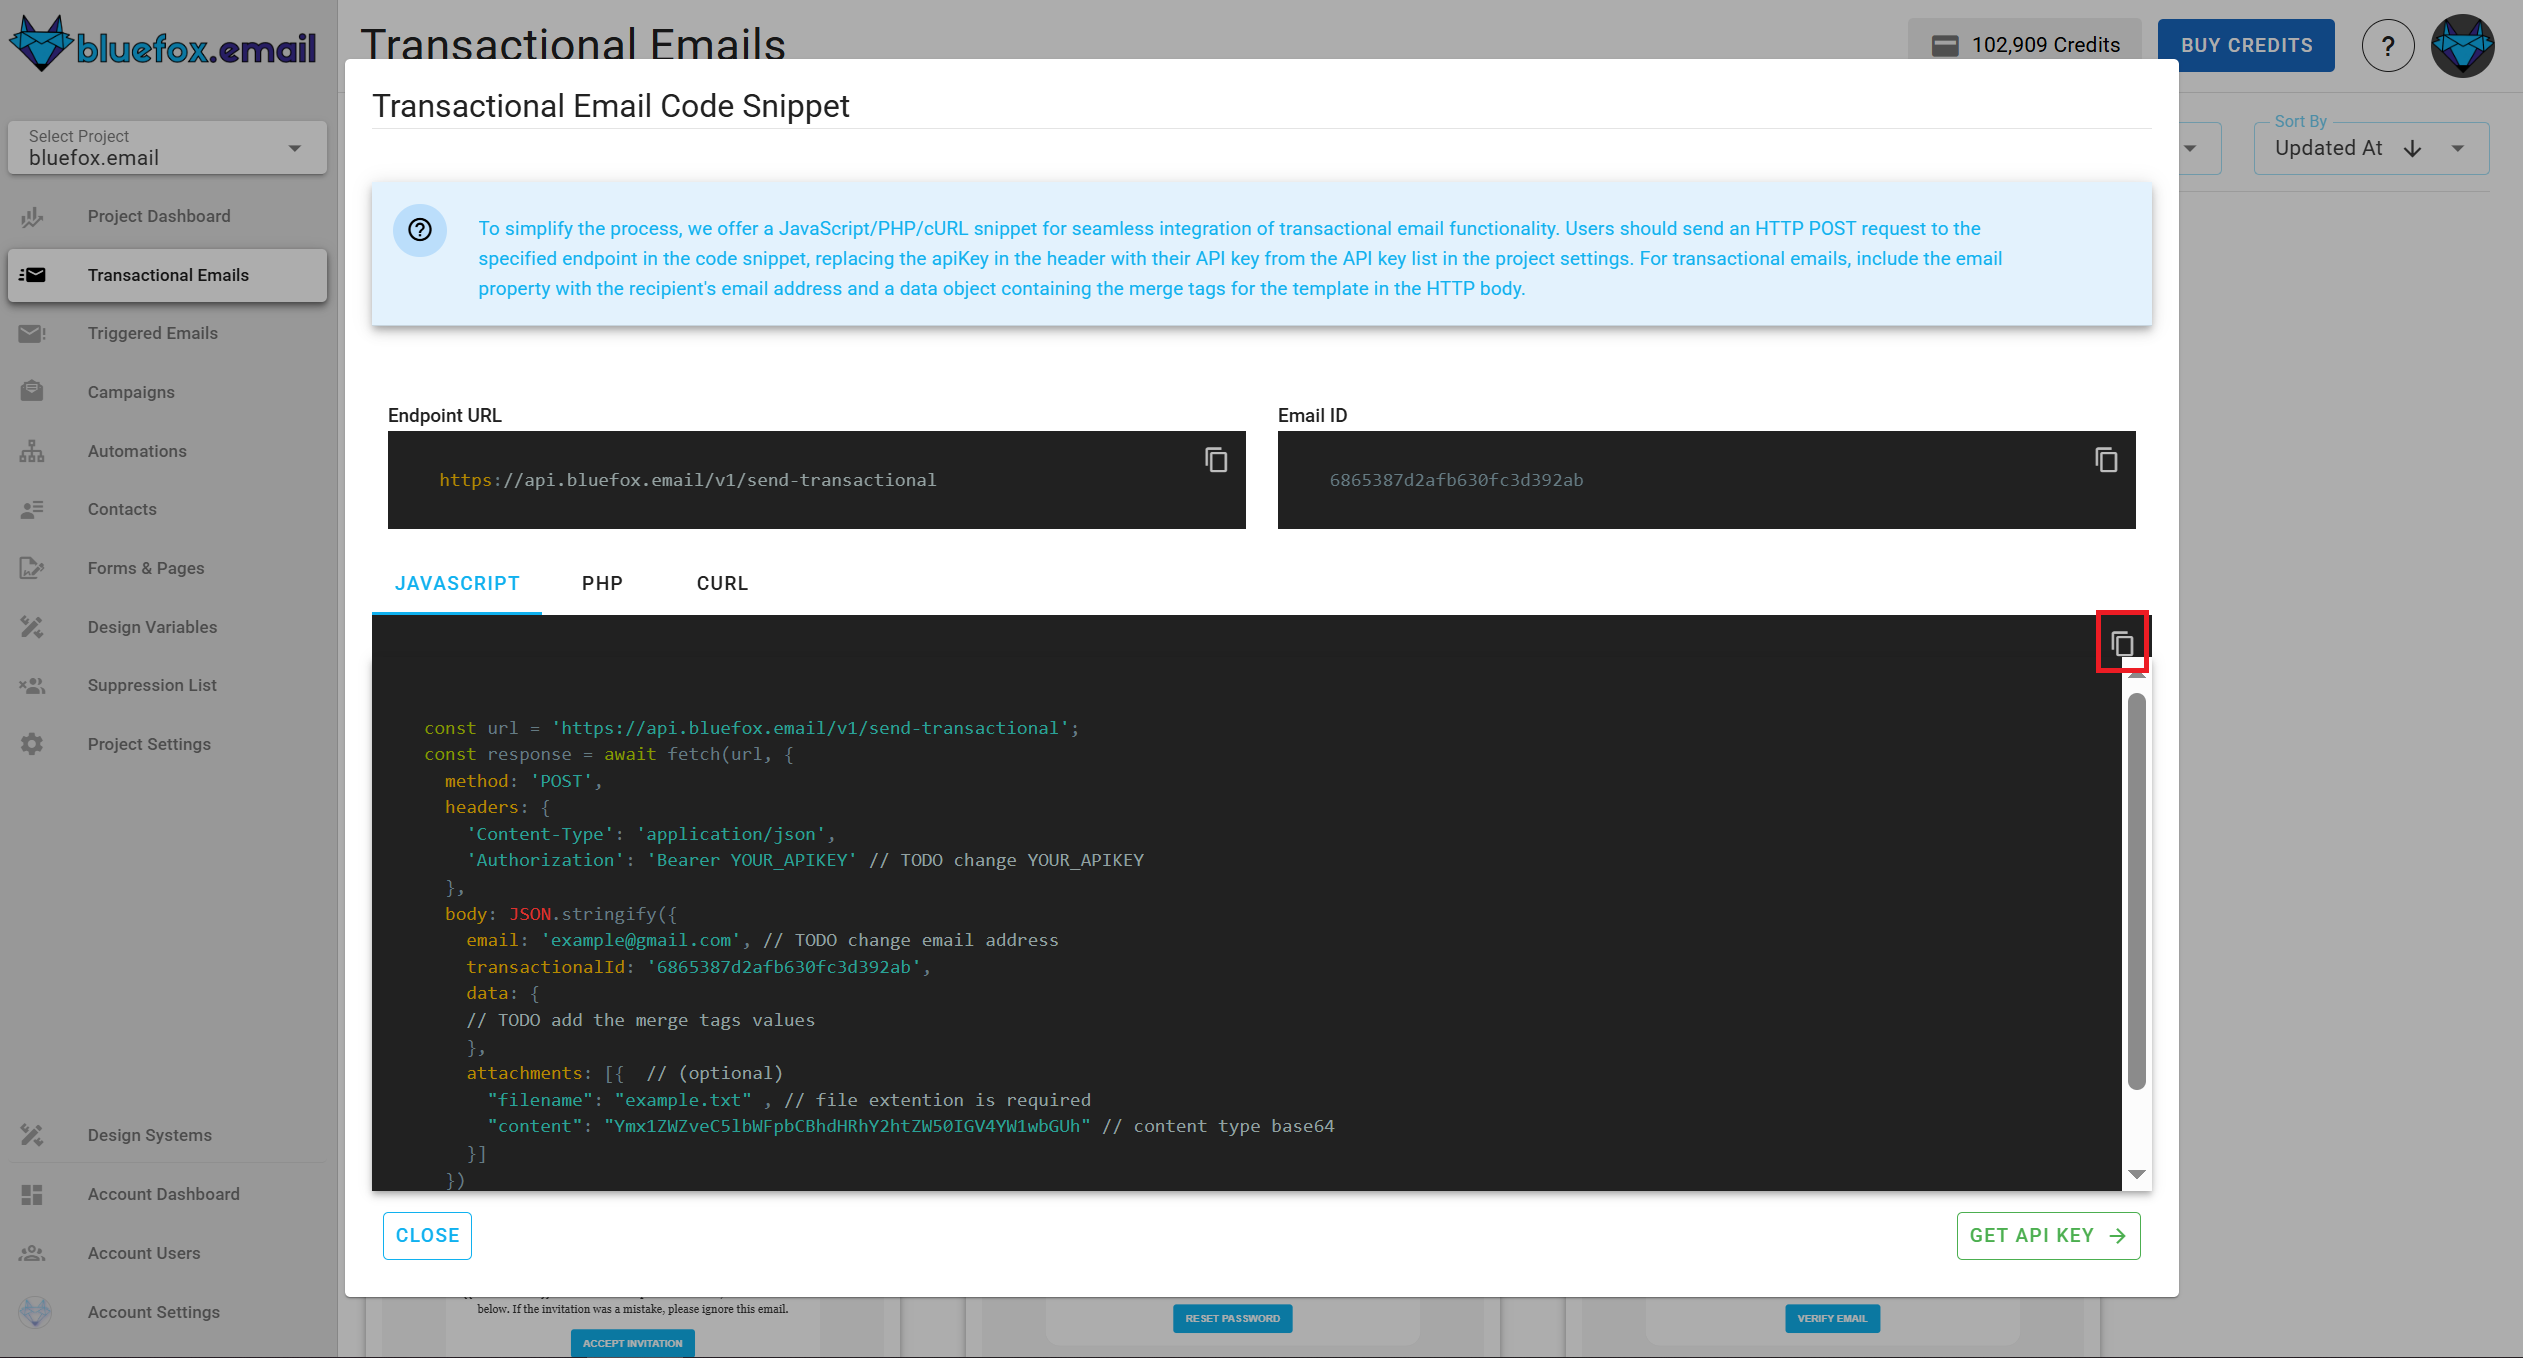 bluefox.email
Transactional Emails
102,909 Credits
BUY CREDITS
?
Select Project
bluefox.email
Sort By
Updated At
Project Dashboard
Transactional Emails
Triggered Emails
Campaigns
Automations
Contacts
Forms & Pages
Design Variables
Suppression List
Project Settings
Design Systems
Account Dashboard
Account Users
Account Settings
Transactional Email Code Snippet
To simplify the process, we offer a JavaScript/PHP/cURL snippet for seamless integration of transactional email functionality. Users should send an HTTP POST request to the
specified endpoint in the code snippet, replacing the apiKey in the header with their API key from the API key list in the project settings. For transactional emails, include the email
property with the recipient's email address and a data object containing the merge tags for the template in the HTTP body.
Endpoint URL
https://api.bluefox.email/v1/send-transactional
Email ID
6865387d2afb630fc3d392ab
JAVASCRIPT PHP CURL
const url = 'https://api.bluefox.email/v1/send-transactional';
const response = await fetch(url, {
method: 'POST',
headers: {
'Content-Type': 'application/json',
'Authorization': 'Bearer YOUR_APIKEY' // TODO change YOUR_APIKEY
},
body: JSON.stringify({
email: 'example@gmail.com', // TODO change email address
transactionalId: '6865387d2afb630fc3d392ab',
data: {
// TODO add the merge tags values
},
attachments: [{  // (optional)
"filename": "example.txt" , // file extention is required
"content": "Ymx1ZWZveC5lbWFpbCBhdHRhY2htZW50IGV4YW1wbGUh" // content type base64
}]
})
CLOSE
GET API KEY
below. If the invitation was a mistake, please ignore this email.
ACCEPT INVITATION
RESET PASSWORD
VERIFY EMAIL